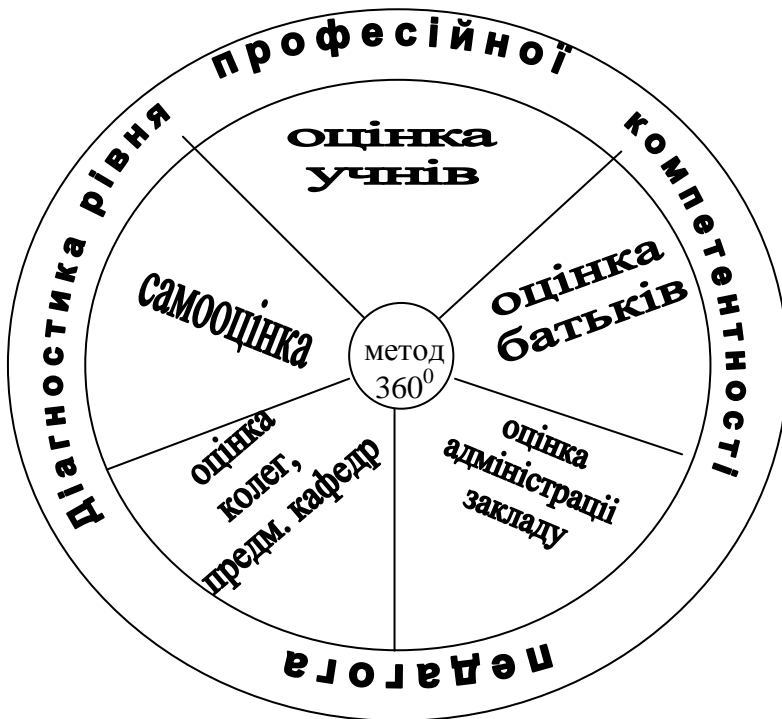 Діагностика рівня професійної компетентності
педагога
оцінка
учнів
оцінка
батьків
оцінка
адміністрації
закладу
оцінка
колег,
предм. кафедр
самооцінка
метод
360⁰